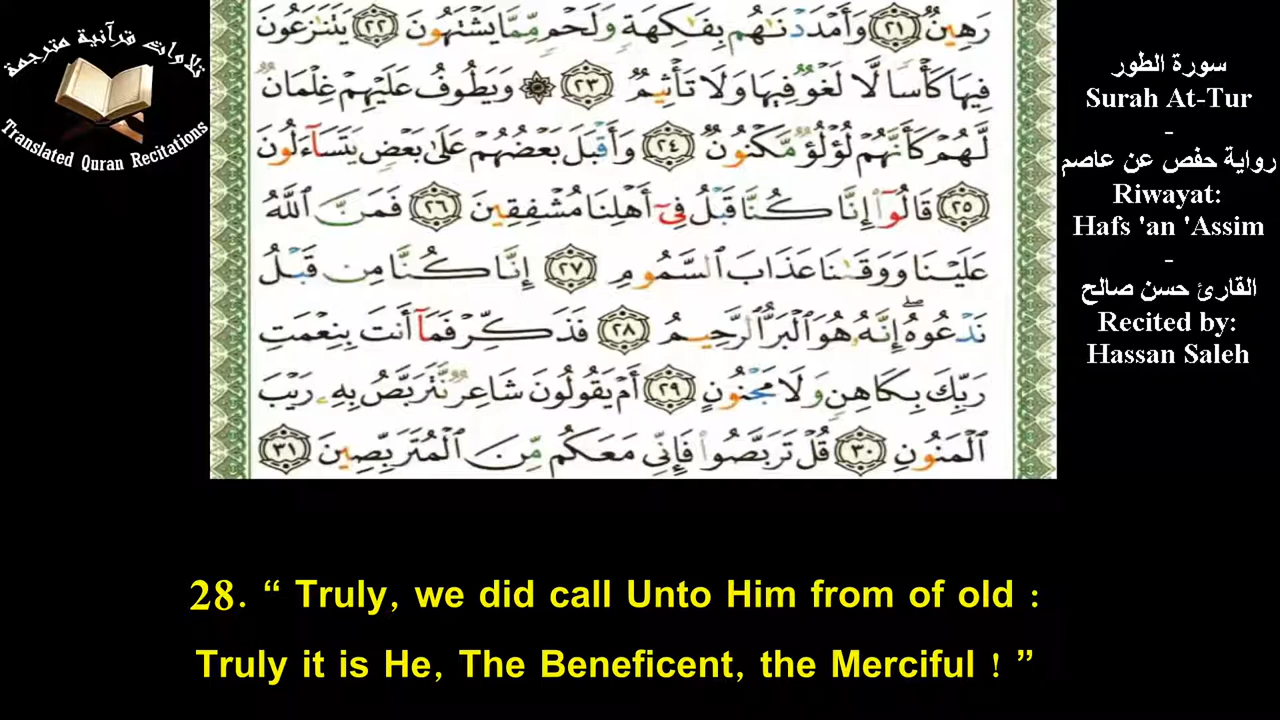 تلاوات قرآنية مترجمة
Translated Quran Recitations
رَهِينٌ ٢١ وَأَمْدَدْنَٰهُم بِفَٰكِهَةٍ وَلَحْمٍ مِّمَّا يَشْتَهُونَ ٢٢ يَتَنَٰزَعُونَ
فِيهَا كَأْسًا لَّا لَغْوٌ فِيهَا وَلَا تَأْثِيمٌ ٢٣ ۞ وَيَطُوفُ عَلَيْهِمْ غِلْمَانٌ
لَّهُمْ كَأَنَّهُمْ لُؤْلُؤٌ مَّكْنُونٌ ٢٤ وَأَقْبَلَ بَعْضُهُمْ عَلَىٰ بَعْضٍ يَتَسَآءَلُونَ
٢٥ قَالُوٓا۟ إِنَّا كُنَّا قَبْلُ فِىٓ أَهْلِنَا مُشْفِقِينَ ٢٦ فَمَنَّ ٱللَّهُ
عَلَيْنَا وَوَقَىٰنَا عَذَابَ ٱلسَّمُومِ ٢٧ إِنَّا كُنَّا مِن قَبْلُ
نَدْعُوهُ ۖ إِنَّهُۥ هُوَ ٱلْبَرُّ ٱلرَّحِيمُ ٢٨ فَذَكِّرْ فَمَآ أَنتَ بِنِعْمَتِ
رَبِّكَ بِكَاهِنٍ وَلَا مَجْنُونٍ ٢٩ أَمْ يَقُولُونَ شَاعِرٌ نَّتَرَبَّصُ بِهِۦ رَيْبَ
ٱلْمَنُونِ ٣٠ قُلْ تَرَبَّصُوا۟ فَإِنِّى مَعَكُم مِّنَ ٱلْمُتَرَبِّصِينَ ٣١
سورة الطور
Surah At-Tur
-
رواية حفص عن عاصم
Riwayat:
Hafs 'an 'Assim
-
القارئ حسن صالح
Recited by:
Hassan Saleh
28. “ Truly, we did call Unto Him from of old :
Truly it is He, The Beneficent, the Merciful ! ”